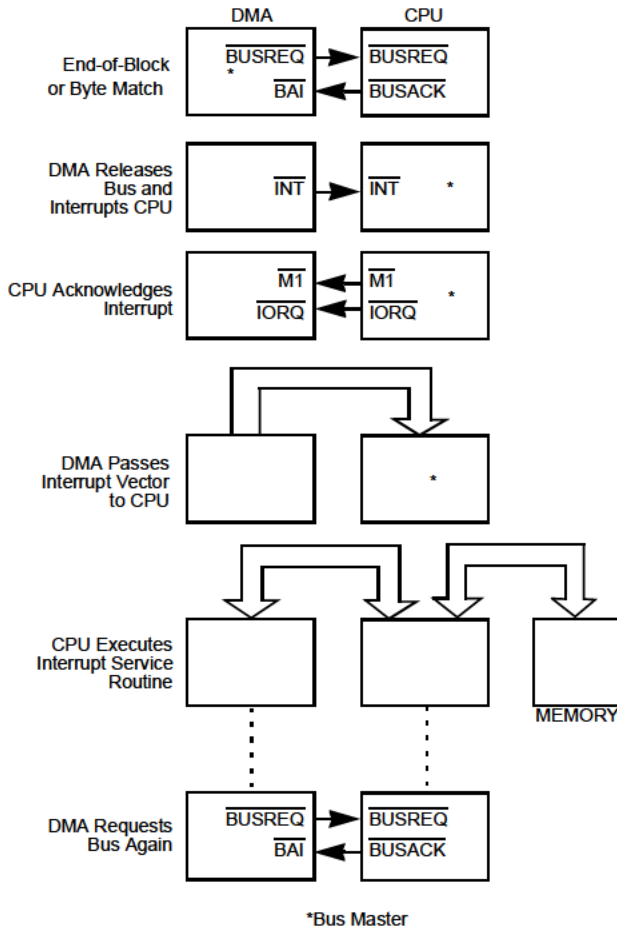 DMA CPU
End-of-Block
or Byte Match
BUSREQ BUSREQ
*
BAI BUSACK
DMA Releases
Bus and
Interrupts CPU
INT INT *
CPU Acknowledges
Interrupt
M1 M1
*
IORQ IORQ
DMA Passes
Interrupt Vector
to CPU
*
CPU Executes
Interrupt Service
Routine
MEMORY
DMA Requests
Bus Again
BUSREQ BUSREQ
BAI BUSACK
*Bus Master